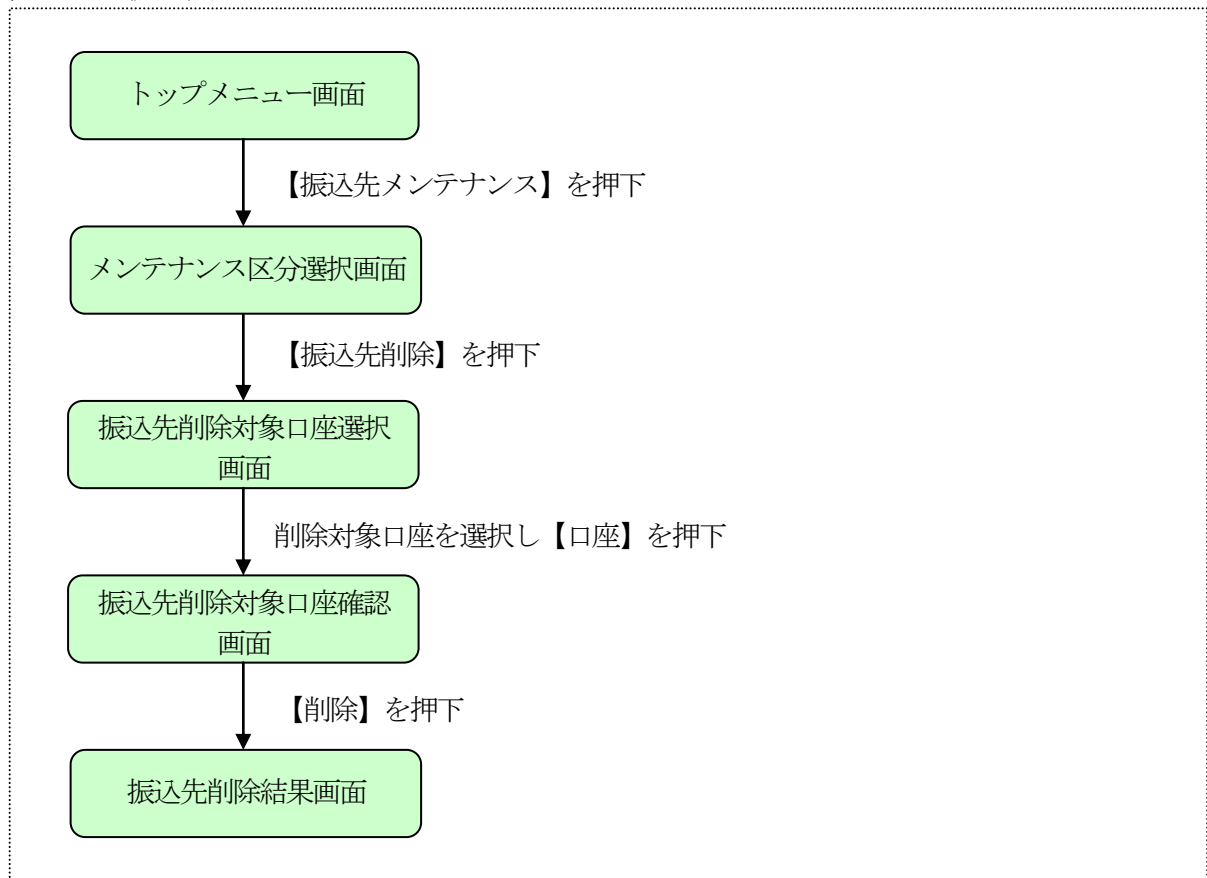 トップメニュー画面
【振込先メンテナンス】を押下
メンテナンス区分選択画面
【振込先削除】を押下
振込先削除対象口座選択
画面
削除対象口座を選択し【口座】を押下
振込先削除対象口座確認
画面
【削除】を押下
振込先削除結果画面